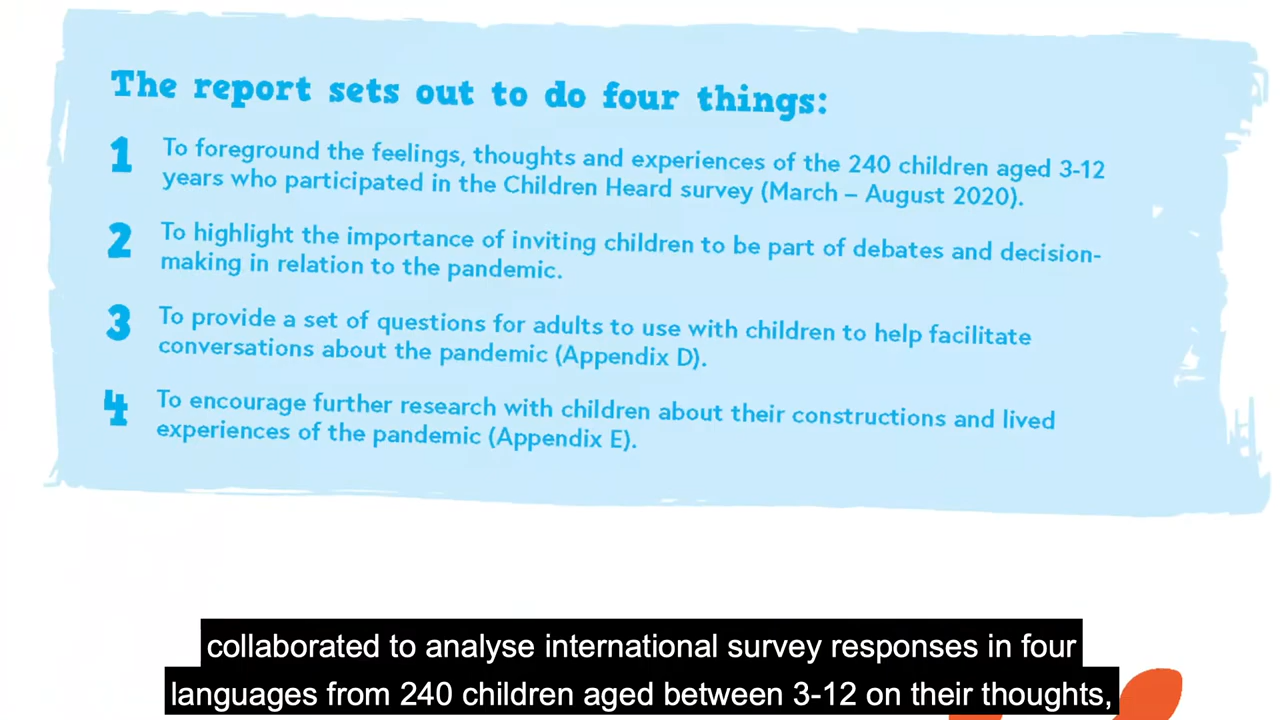 The report sets out to do four things:
1 To foreground the feelings, thoughts and experiences of the 240 children aged 3-12
years who participated in the Children Heard survey (March – August 2020).
2 To highlight the importance of inviting children to be part of debates and decision-
making in relation to the pandemic.
3 To provide a set of questions for adults to use with children to help facilitate
conversations about the pandemic (Appendix D).
4 To encourage further research with children about their constructions and lived
experiences of the pandemic (Appendix E).
collaborated to analyse international survey responses in four
languages from 240 children aged between 3-12 on their thoughts,